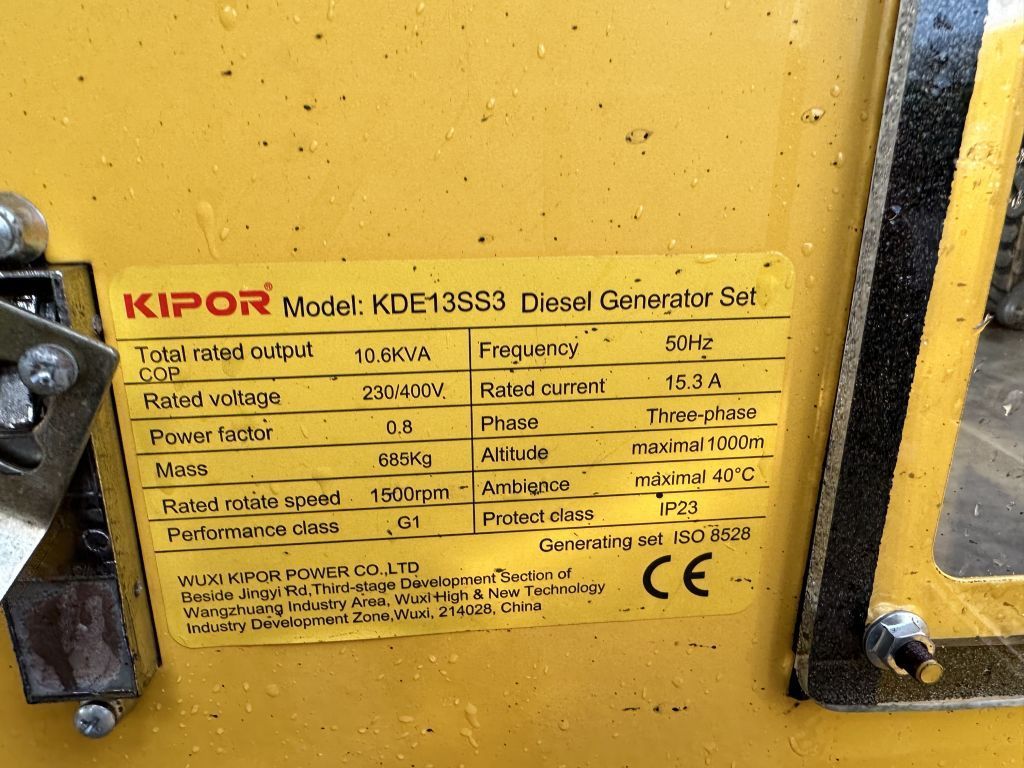 KIPOR® Model: KDE13SS3 Diesel Generator Set
Total rated output COP 10.6KVA Frequency 50Hz
Rated voltage 230/400V Rated current 15.3 A
Power factor 0.8 Phase Three-phase
Mass 685Kg Altitude maximal 1000m
Rated rotate speed 1500rpm Ambience maximal 40°C
Performance class G1 Protect class IP23
Generating set ISO 8528
WUXI KIPOR POWER CO.,LTD
Beside Jingyi Rd,Third-stage Development Section of
Wangzhuang Industry Area, Wuxi High & New Technology
Industry Development Zone,Wuxi, 214028, China
CE